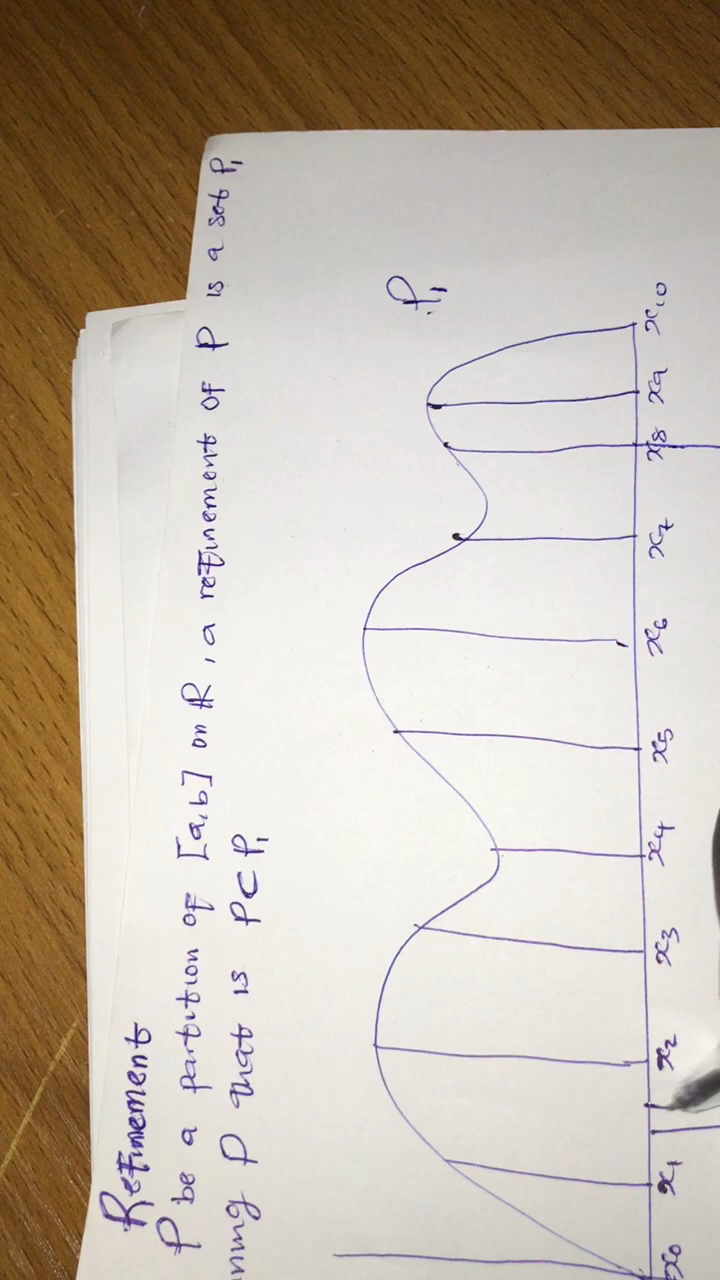 Refinement
P be a partition of [a,b] on ℝ, a refinement of P is a set P₁
ning P that is P⊂P₁
P₁
x₀ x₁ x₂ x₃ x₄ x₅ x₆ x₇ x₈ x₉ x₁₀